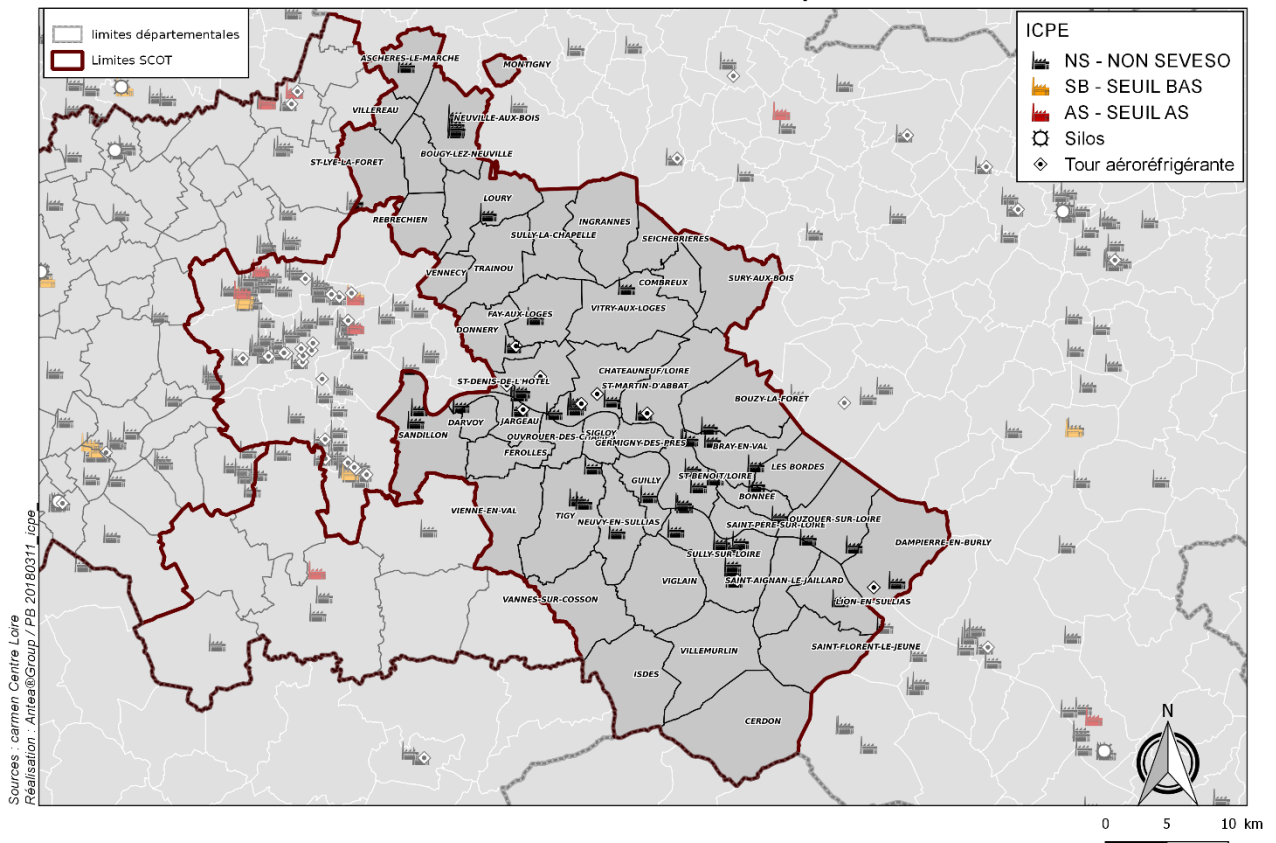 limites départementales
Limites SCOT
ICPE
NS - NON SEVESO
SB - SEUIL BAS
AS - SEUIL AS
Silos
Tour aéroréfrigérante
ASCHERES-LE-MARCHE
MONTIGNY
VILLEREAU
NEUVILLE-AUX-BOIS
BOUGY-LEZ-NEUVILLE
ST-LYE-LA-FORET
LOURY
REBRECHIEN
INGRANNES
SULLY-LA-CHAPELLE
SEICHEBRIERES
VENNECY
TRAINOU
COMBREUX
SURY-AUX-BOIS
FAY-AUX-LOGES
VITRY-AUX-LOGES
DONNERY
CHATEAUNEUF/LOIRE
ST-DENIS-DE-L'HOTEL
ST-MARTIN-D'ABBAT
BOUZY-LA-FORET
DARVOY
JARGEAU
SANDILLON
SIGLOY
OUVROUER-DES-CHAMPS
GERMIGNY-DES-PRES
BRAY-EN-VAL
FEROLLES
LES BORDES
GUILLY
ST-BENOIT/LOIRE
BONNEE
VIENNE-EN-VAL
TIGY
NEUVY-EN-SULLIAS
OUZOUER-SUR-LOIRE
SAINT-PERE-SUR-LOIRE
DAMPIERRE-EN-BURLY
SULLY-SUR-LOIRE
VIGLAIN
SAINT-AIGNAN-LE-JAILLARD
VANNES-SUR-COSSON
LION-EN-SULLIAS
VILLEMURLIN
SAINT-FLORENT-LE-JEUNE
ISDES
CERDON
Sources : carmen Centre Loire
Réalisation : Antea®Group / PB 20180311_icpe
N
0 5 10 km